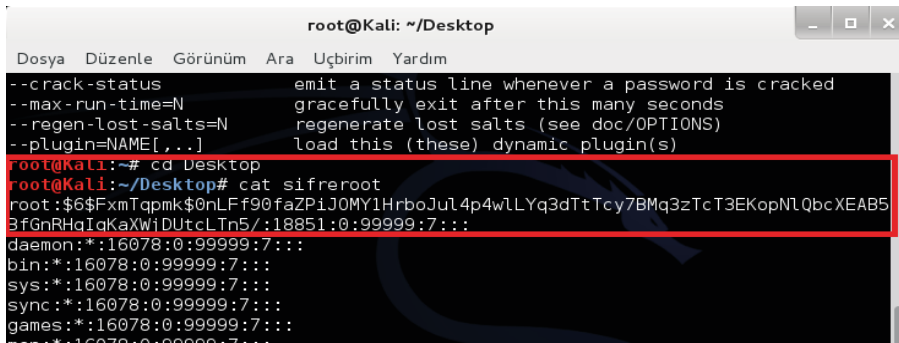 root@Kali: ~/Desktop
Dosya Düzenle Görünüm Ara Uçbirim Yardım
--crack-status emit a status line whenever a password is cracked
--max-run-time=N gracefully exit after this many seconds
--regen-lost-salts=N regenerate lost salts (see doc/OPTIONS)
--plugin=NAME[,..] load this (these) dynamic plugin(s)
root@Kali:~# cd Desktop
root@Kali:~/Desktop# cat sifreroot
root:$6$FxmTqpmk$0nLFf90faZPiJOMY1HrboJul4p4wlLYq3dTtTcy7BMq3zTcT3EKopNlQbcXEAB5
BfGnRHqIqKaXWjDUtcLTn5/:18851:0:99999:7:::
daemon:*:16078:0:99999:7:::
bin:*:16078:0:99999:7:::
sys:*:16078:0:99999:7:::
sync:*:16078:0:99999:7:::
games:*:16078:0:99999:7:::